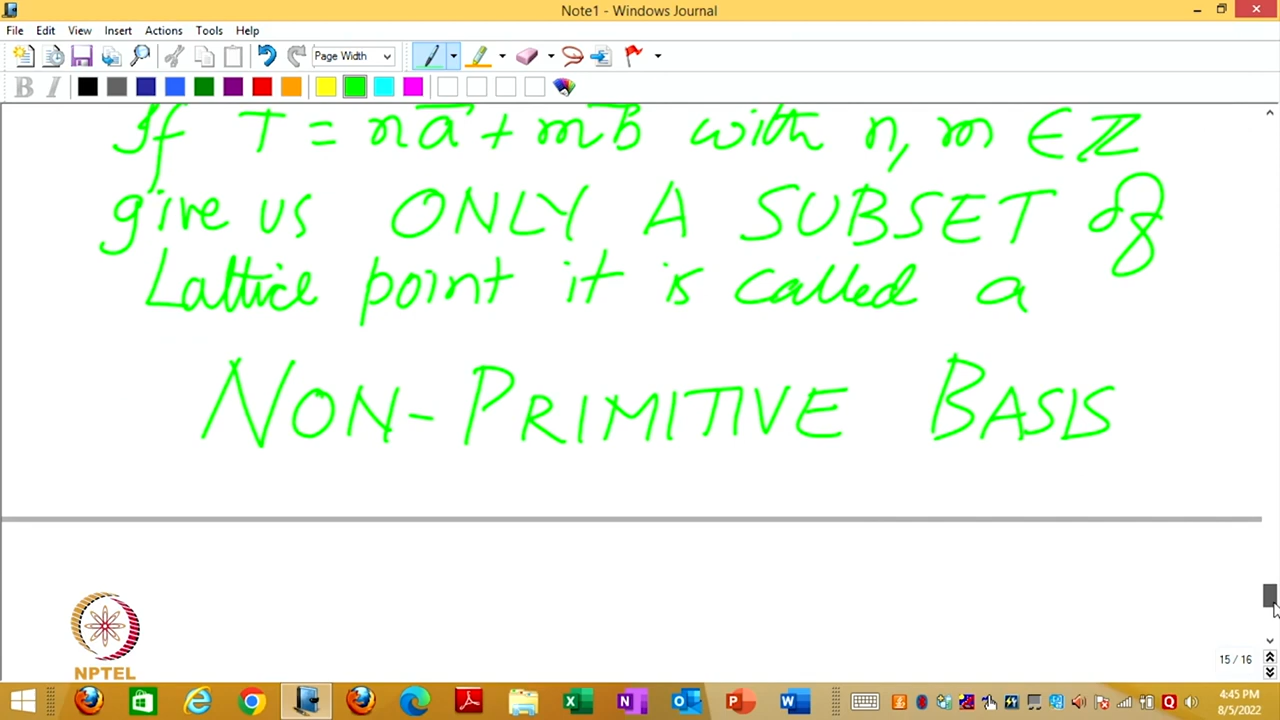 Note1 - Windows Journal
File Edit View Insert Actions Tools Help
Page Width
B I
If T = na⃗ + mb⃗ with n, m ∈ ℤ
give us ONLY A SUBSET of
Lattice point it is called a
NON-PRIMITIVE BASIS
NPTEL
15 / 16
4:45 PM
8/5/2022